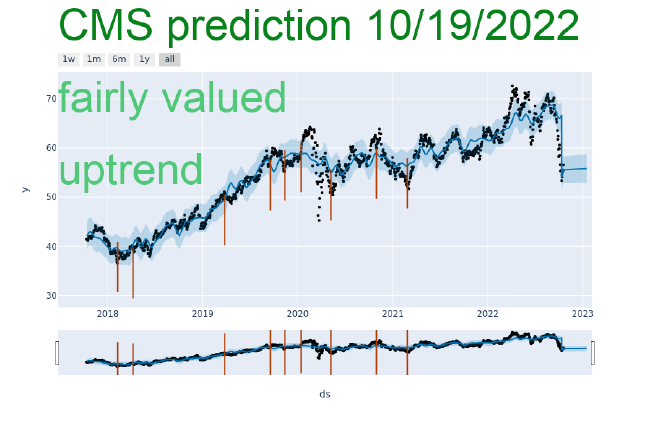 CMS prediction 10/19/2022
1w 1m 6m 1y all
fairly valued
uptrend
70
60
50
40
30
y
2018 2019 2020 2021 2022 2023
ds